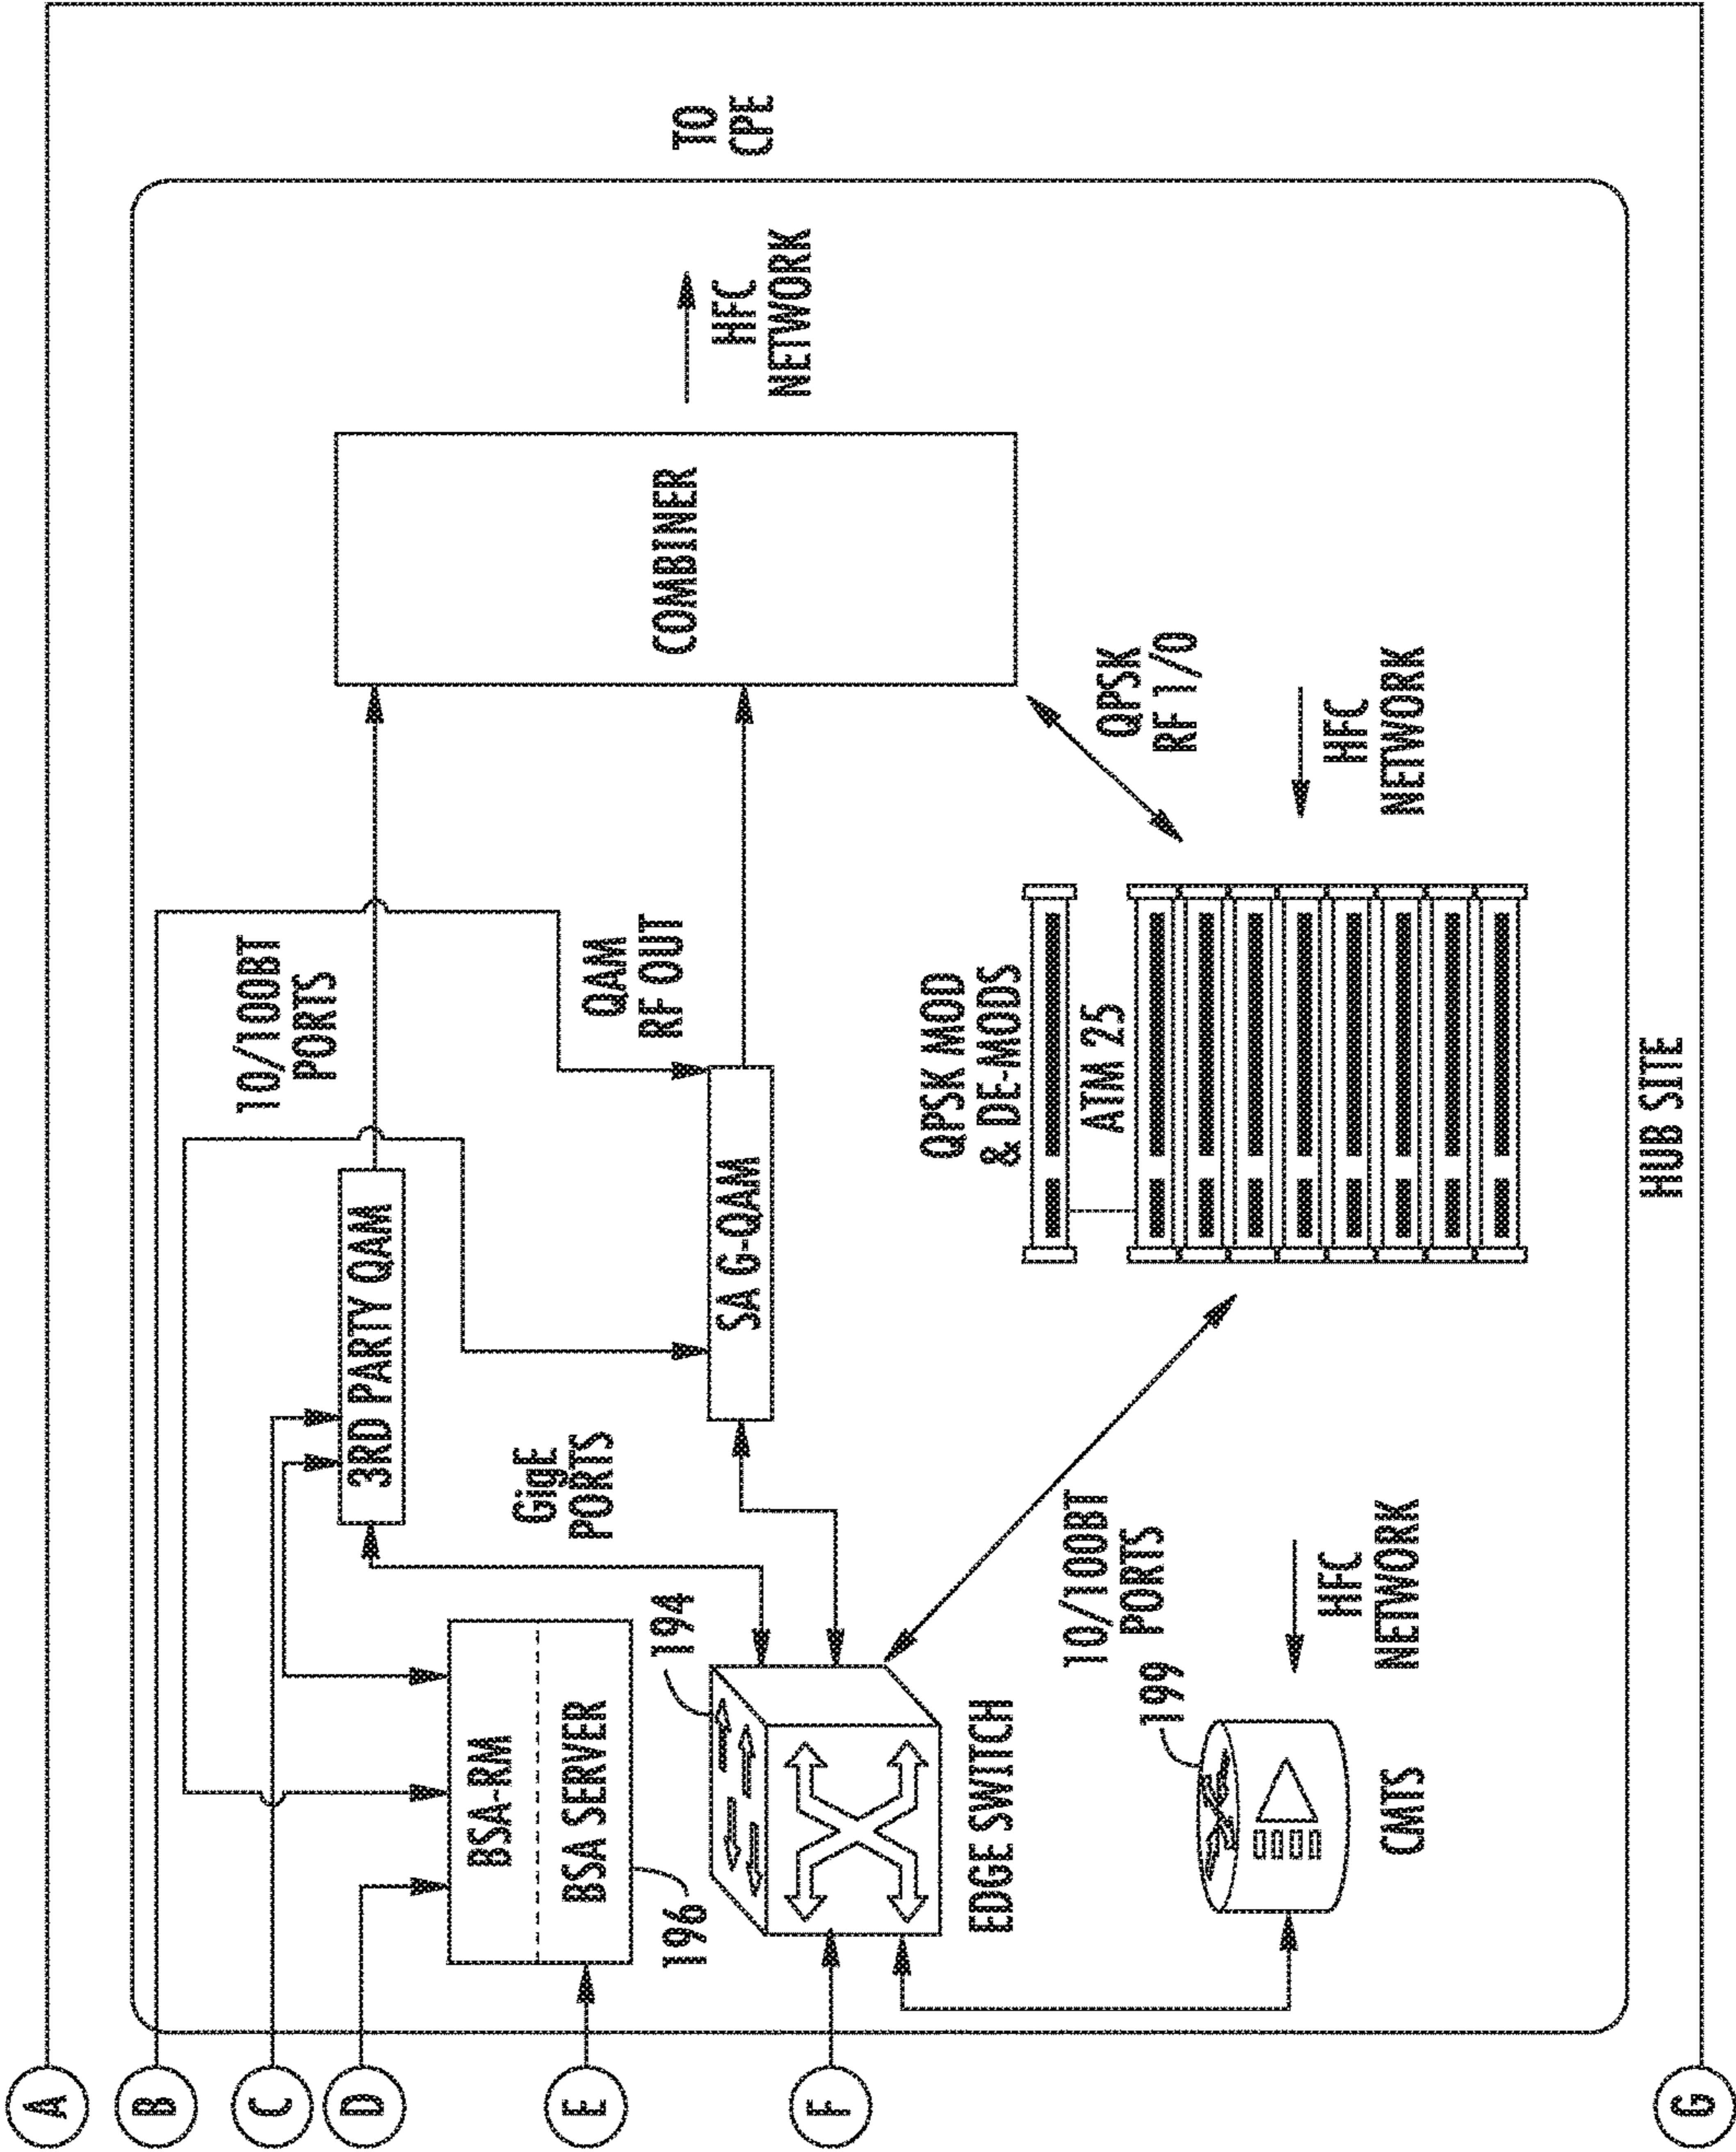 A
B
C
D
E
F
G
TO
CPE
HFC
NETWORK
COMBINER
10/100BT
PORTS
3RD PARTY QAM
QAM
RF OUT
SA G-QAM
GigE
PORTS
BSA-RM
BSA SERVER
196
194
EDGE SWITCH
QPSK
RF 1/0
QPSK MOD
& DE-MODS
ATM 25
HFC
NETWORK
10/100BT
PORTS
199
CMTS
HFC
NETWORK
HUB SITE